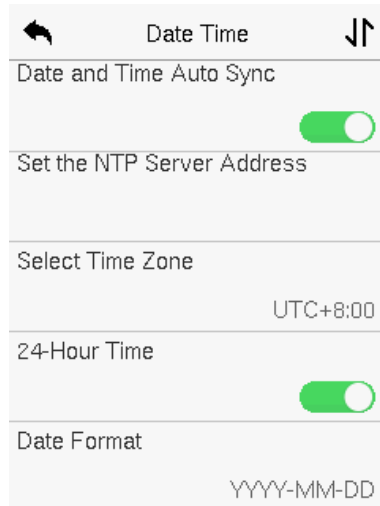 Date Time
Date and Time Auto Sync
Set the NTP Server Address
Select Time Zone
UTC+8:00
24-Hour Time
Date Format
YYYY-MM-DD